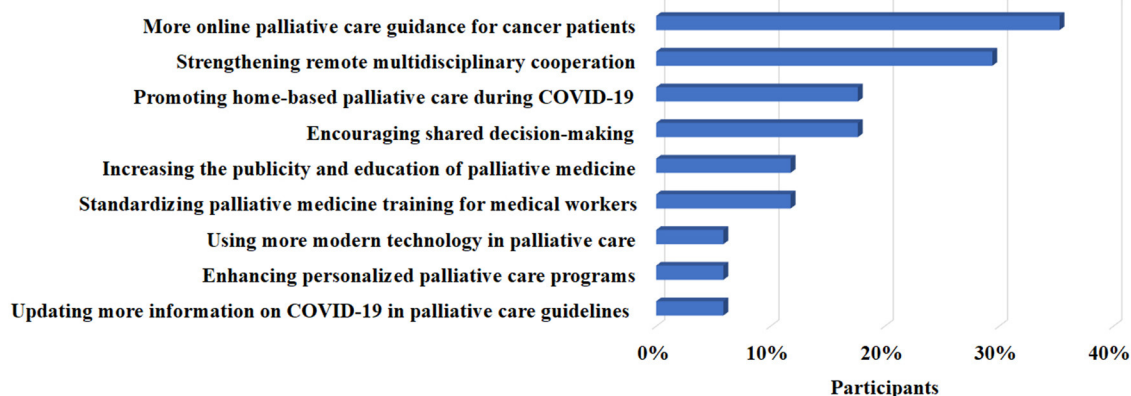 More online palliative care guidance for cancer patients
Strengthening remote multidisciplinary cooperation
Promoting home-based palliative care during COVID-19
Encouraging shared decision-making
Increasing the publicity and education of palliative medicine
Standardizing palliative medicine training for medical workers
Using more modern technology in palliative care
Enhancing personalized palliative care programs
Updating more information on COVID-19 in palliative care guidelines
0% 10% 20% 30% 40%
Participants